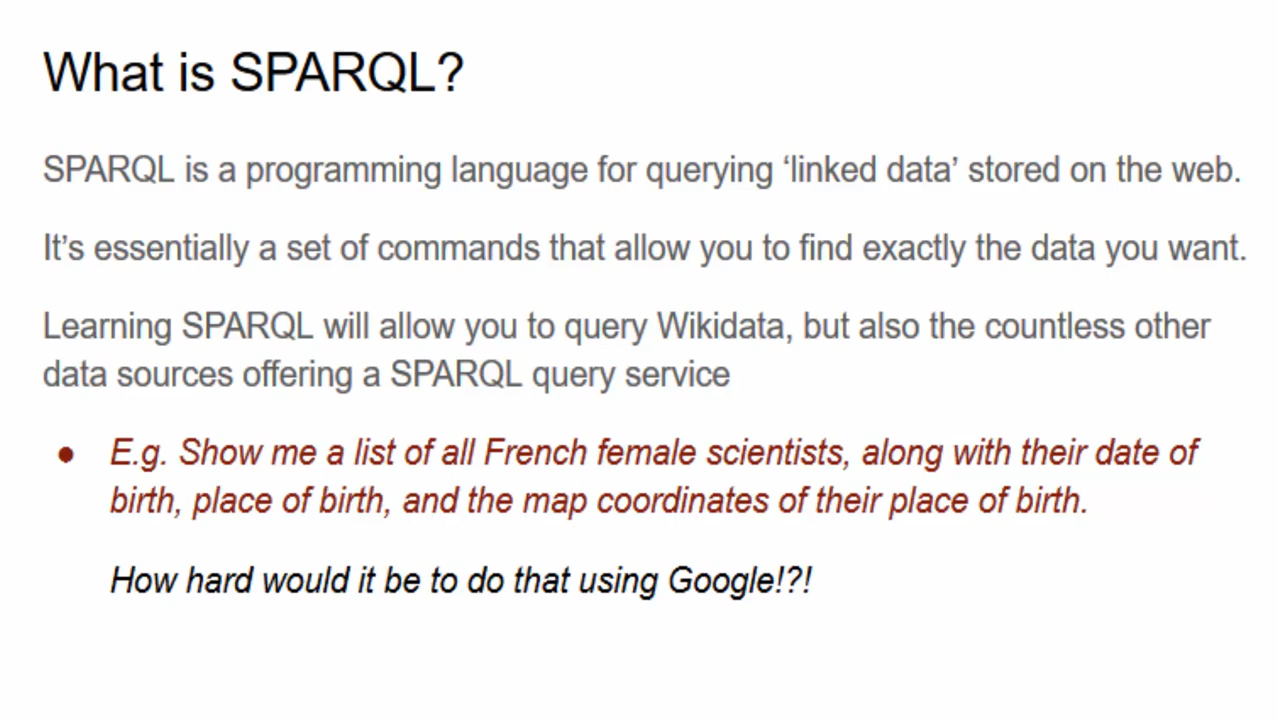 What is SPARQL?
SPARQL is a programming language for querying ‘linked data’ stored on the web.
It’s essentially a set of commands that allow you to find exactly the data you want.
Learning SPARQL will allow you to query Wikidata, but also the countless other
data sources offering a SPARQL query service
● E.g. Show me a list of all French female scientists, along with their date of
birth, place of birth, and the map coordinates of their place of birth.
How hard would it be to do that using Google!?!